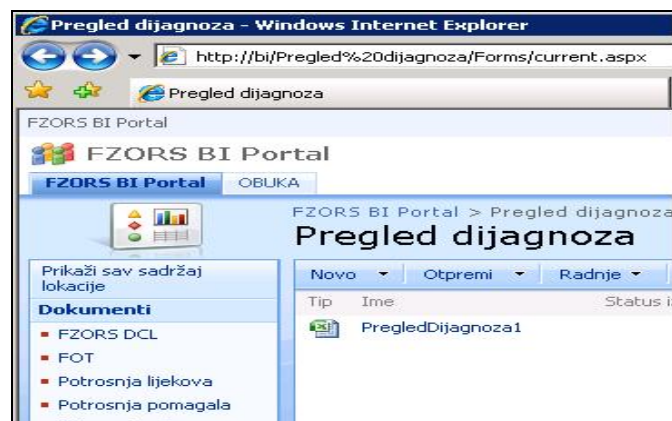 Pregled dijagnoza - Windows Internet Explorer
http://bi/Pregled%20dijagnoza/Forms/current.aspx
Pregled dijagnoza
FZORS BI Portal
FZORS BI Portal
FZORS BI Portal OBUKA
FZORS BI Portal > Pregled dijagnoza
Pregled dijagnoza
Prikaži sav sadržaj
lokacije
Dokumenti
FZORS DCL
FOT
Potrosnja lijekova
Potrosnja pomagala
Novo Otpremi Radnje
Tip Ime Status
PregledDijagnoza1